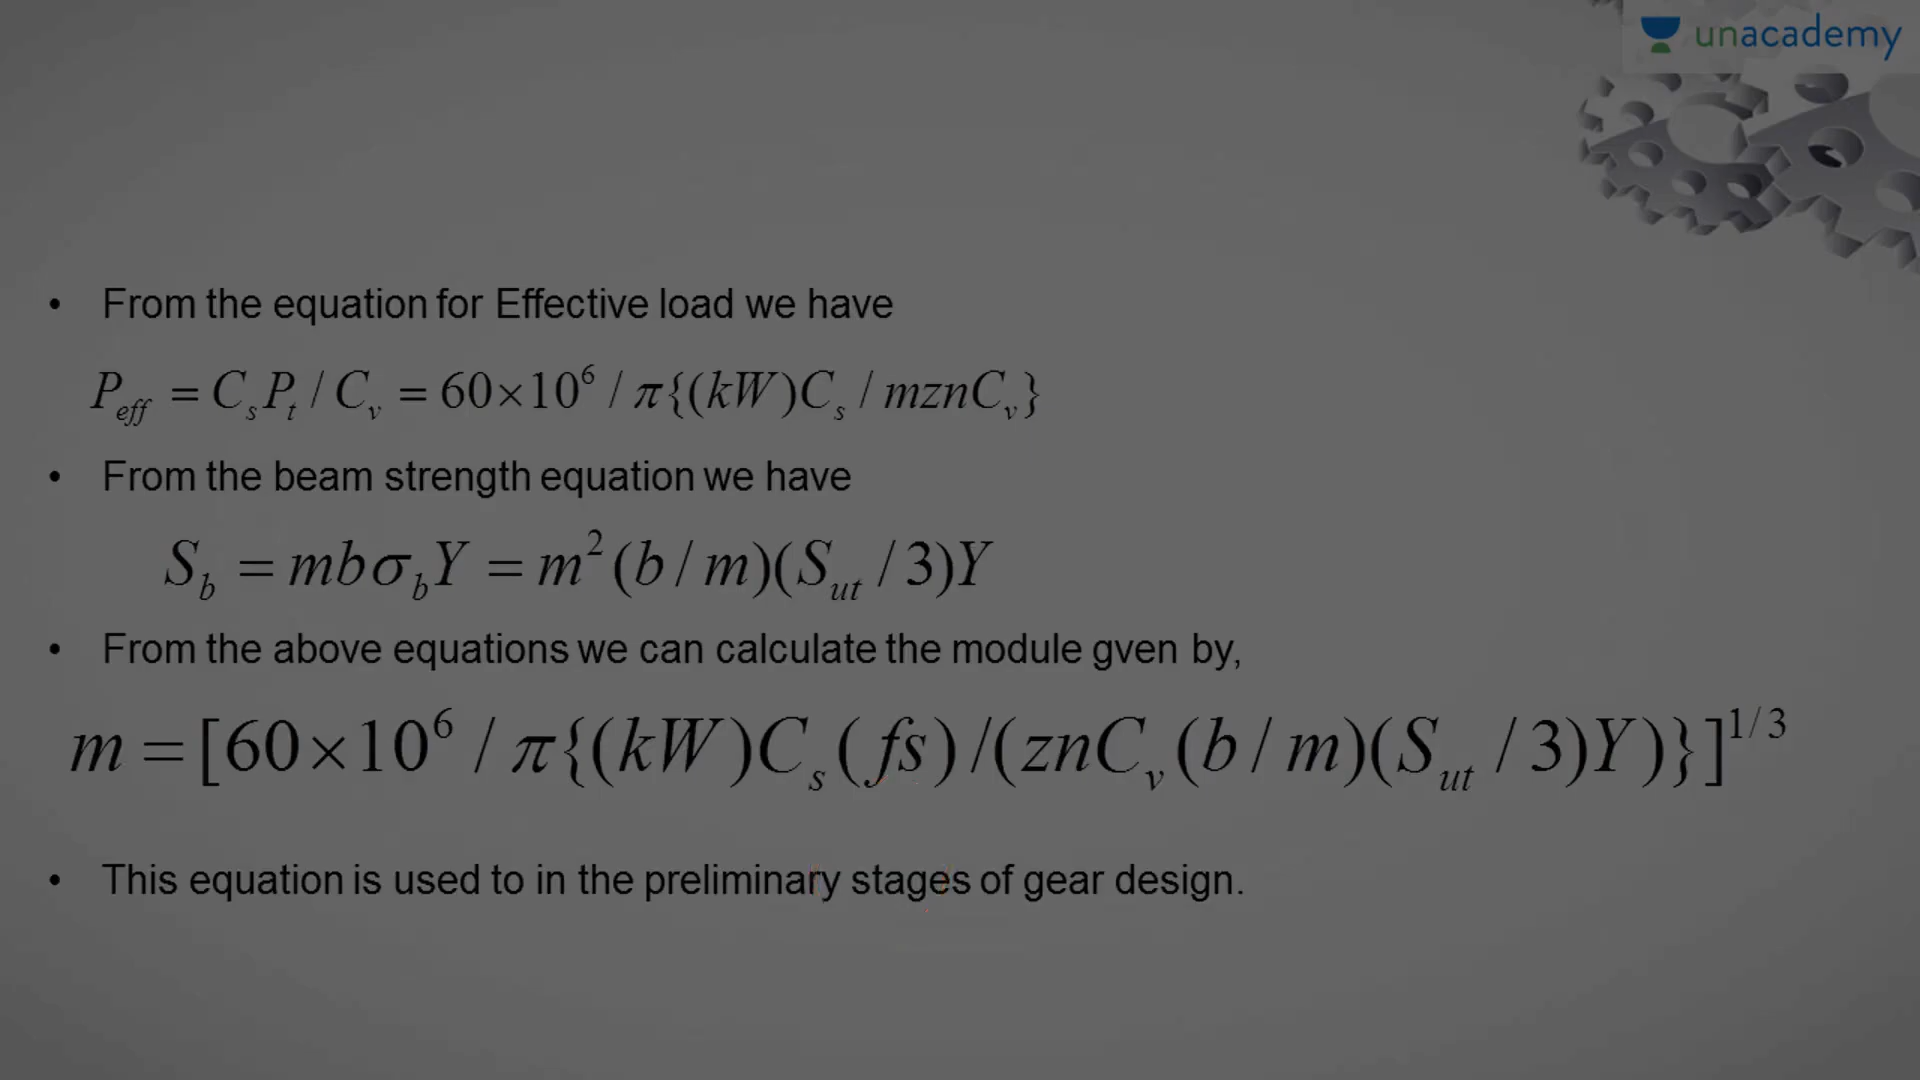 unacademy
• From the equation for Effective load we have
P_eff = C_s P_t / C_v = 60×10^6 / π{(kW)C_s / mznC_v}
• From the beam strength equation we have
S_b = mbσ_bY = m^2(b/m)(S_ut/3)Y
• From the above equations we can calculate the module gven by,
m = [60×10^6 / π{(kW)C_s(fs)/(znC_v(b/m)(S_ut/3)Y)}]^1/3
• This equation is used to in the preliminary stages of gear design.